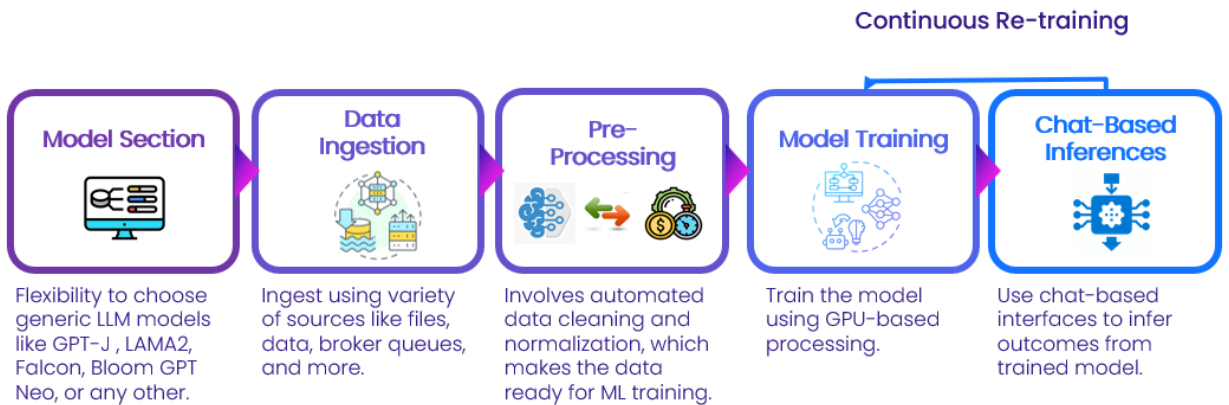 Continuous Re-training
Model Section
Data
Ingestion
Pre-
Processing
Model Training
Chat-Based
Inferences
Flexibility to choose
generic LLM models
like GPT-J , LAMA2,
Falcon, Bloom GPT
Neo, or any other.
Ingest using variety
of sources like files,
data, broker queues,
and more.
Involves automated
data cleaning and
normalization, which
makes the data
ready for ML training.
Train the model
using GPU-based
processing.
Use chat-based
interfaces to infer
outcomes from
trained model.